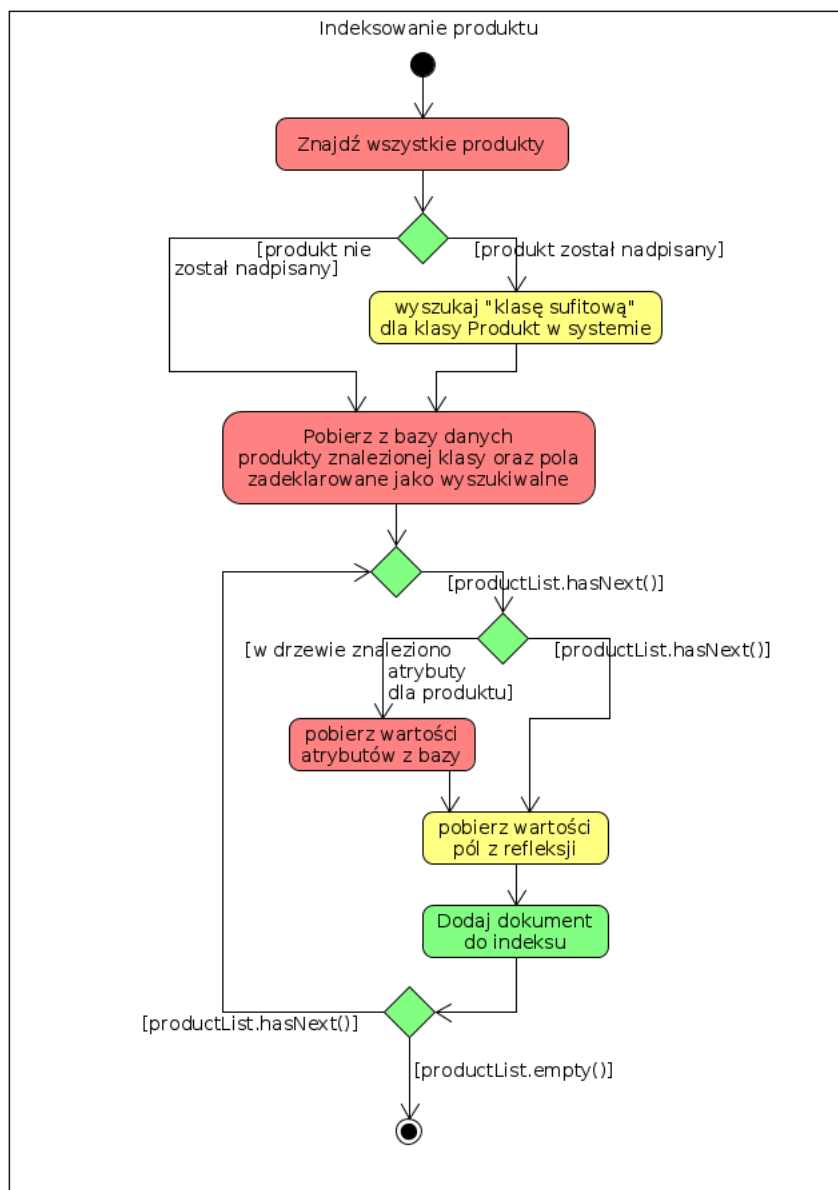 Indeksowanie produktu
Znajdź wszystkie produkty
[produkt nie
został nadpisany]
[produkt został nadpisany]
wyszukaj "klasę sufitową"
dla klasy Produkt w systemie
Pobierz z bazy danych
produkty znalezionej klasy oraz pola
zadeklarowane jako wyszukiwalne
[productList.hasNext()]
[w drzewie znaleziono
atrybuty
dla produktu]
[productList.hasNext()]
pobierz wartości
atrybutów z bazy
pobierz wartości
pól z refleksji
Dodaj dokument
do indeksu
[productList.hasNext()]
[productList.empty()]